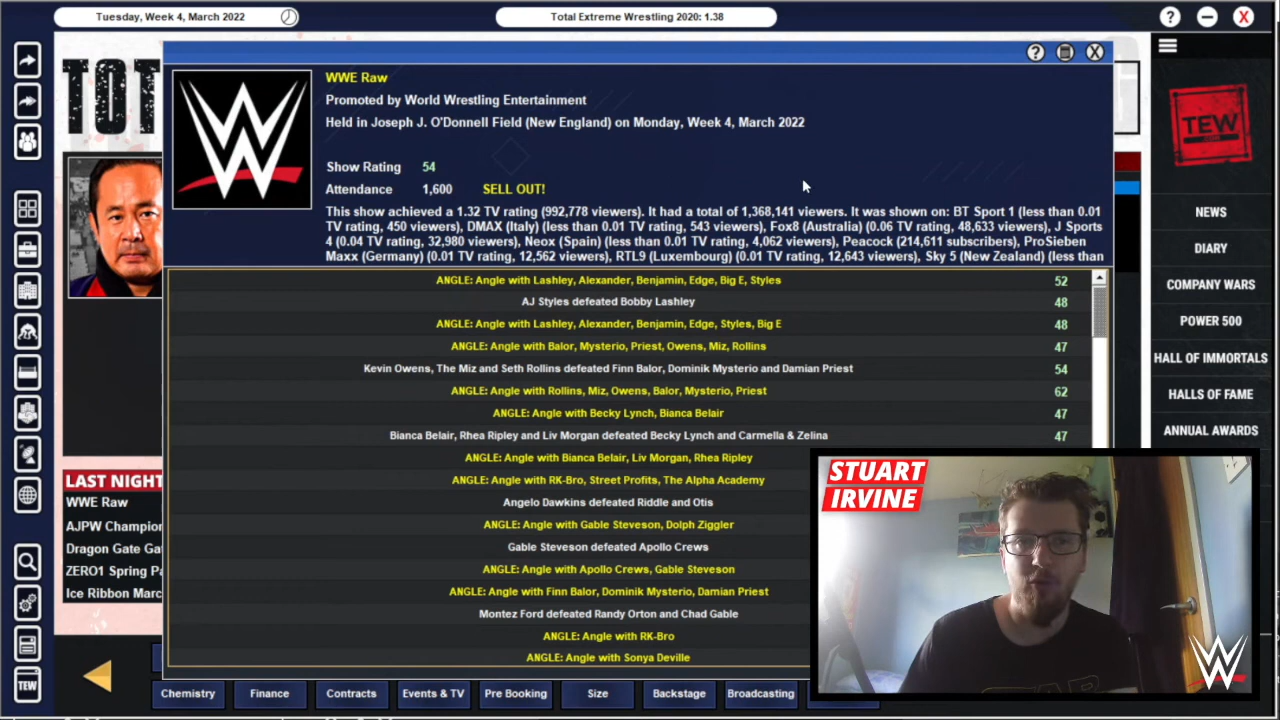 Tuesday, Week 4, March 2022
Total Extreme Wrestling 2020: 1.38
TOT
WWE Raw
Promoted by World Wrestling Entertainment
Held in Joseph J. O'Donnell Field (New England) on Monday, Week 4, March 2022
Show Rating 54
Attendance 1,600 SELL OUT!
This show achieved a 1.32 TV rating (992,778 viewers). It had a total of 1,368,141 viewers. It was shown on: BT Sport 1 (less than 0.01
TV rating, 450 viewers), DMAX (Italy) (less than 0.01 TV rating, 543 viewers), Fox8 (Australia) (0.06 TV rating, 48,633 viewers), J Sports
4 (0.04 TV rating, 32,980 viewers), Neox (Spain) (less than 0.01 TV rating, 4,062 viewers), Peacock (214,611 subscribers), ProSieben
Maxx (Germany) (0.01 TV rating, 12,562 viewers), RTL9 (Luxembourg) (0.01 TV rating, 12,643 viewers), Sky 5 (New Zealand) (less than
ANGLE: Angle with Lashley, Alexander, Benjamin, Edge, Big E, Styles 52
AJ Styles defeated Bobby Lashley 48
ANGLE: Angle with Lashley, Alexander, Benjamin, Edge, Styles, Big E 48
ANGLE: Angle with Balor, Mysterio, Priest, Owens, Miz, Rollins 47
Kevin Owens, The Miz and Seth Rollins defeated Finn Balor, Dominik Mysterio and Damian Priest 54
ANGLE: Angle with Rollins, Miz, Owens, Balor, Mysterio, Priest 62
ANGLE: Angle with Becky Lynch, Bianca Belair 47
Bianca Belair, Rhea Ripley and Liv Morgan defeated Becky Lynch and Carmella & Zelina 47
ANGLE: Angle with Bianca Belair, Liv Morgan, Rhea Ripley
ANGLE: Angle with RK-Bro, Street Profits, The Alpha Academy
Angelo Dawkins defeated Riddle and Otis
ANGLE: Angle with Gable Steveson, Dolph Ziggler
Gable Steveson defeated Apollo Crews
ANGLE: Angle with Apollo Crews, Gable Steveson
ANGLE: Angle with Finn Balor, Dominik Mysterio, Damian Priest
Montez Ford defeated Randy Orton and Chad Gable
ANGLE: Angle with RK-Bro
ANGLE: Angle with Sonya Deville
LAST NIGHT
WWE Raw
AJPW Champion
Dragon Gate Ga
ZERO1 Spring Pa
Ice Ribbon Marc
TEW
NEWS
DIARY
COMPANY WARS
POWER 500
HALL OF IMMORTALS
HALLS OF FAME
ANNUAL AWARDS
STUART
IRVINE
TEW
Chemistry
Finance
Contracts
Events & TV
Pre Booking
Size
Backstage
Broadcasting